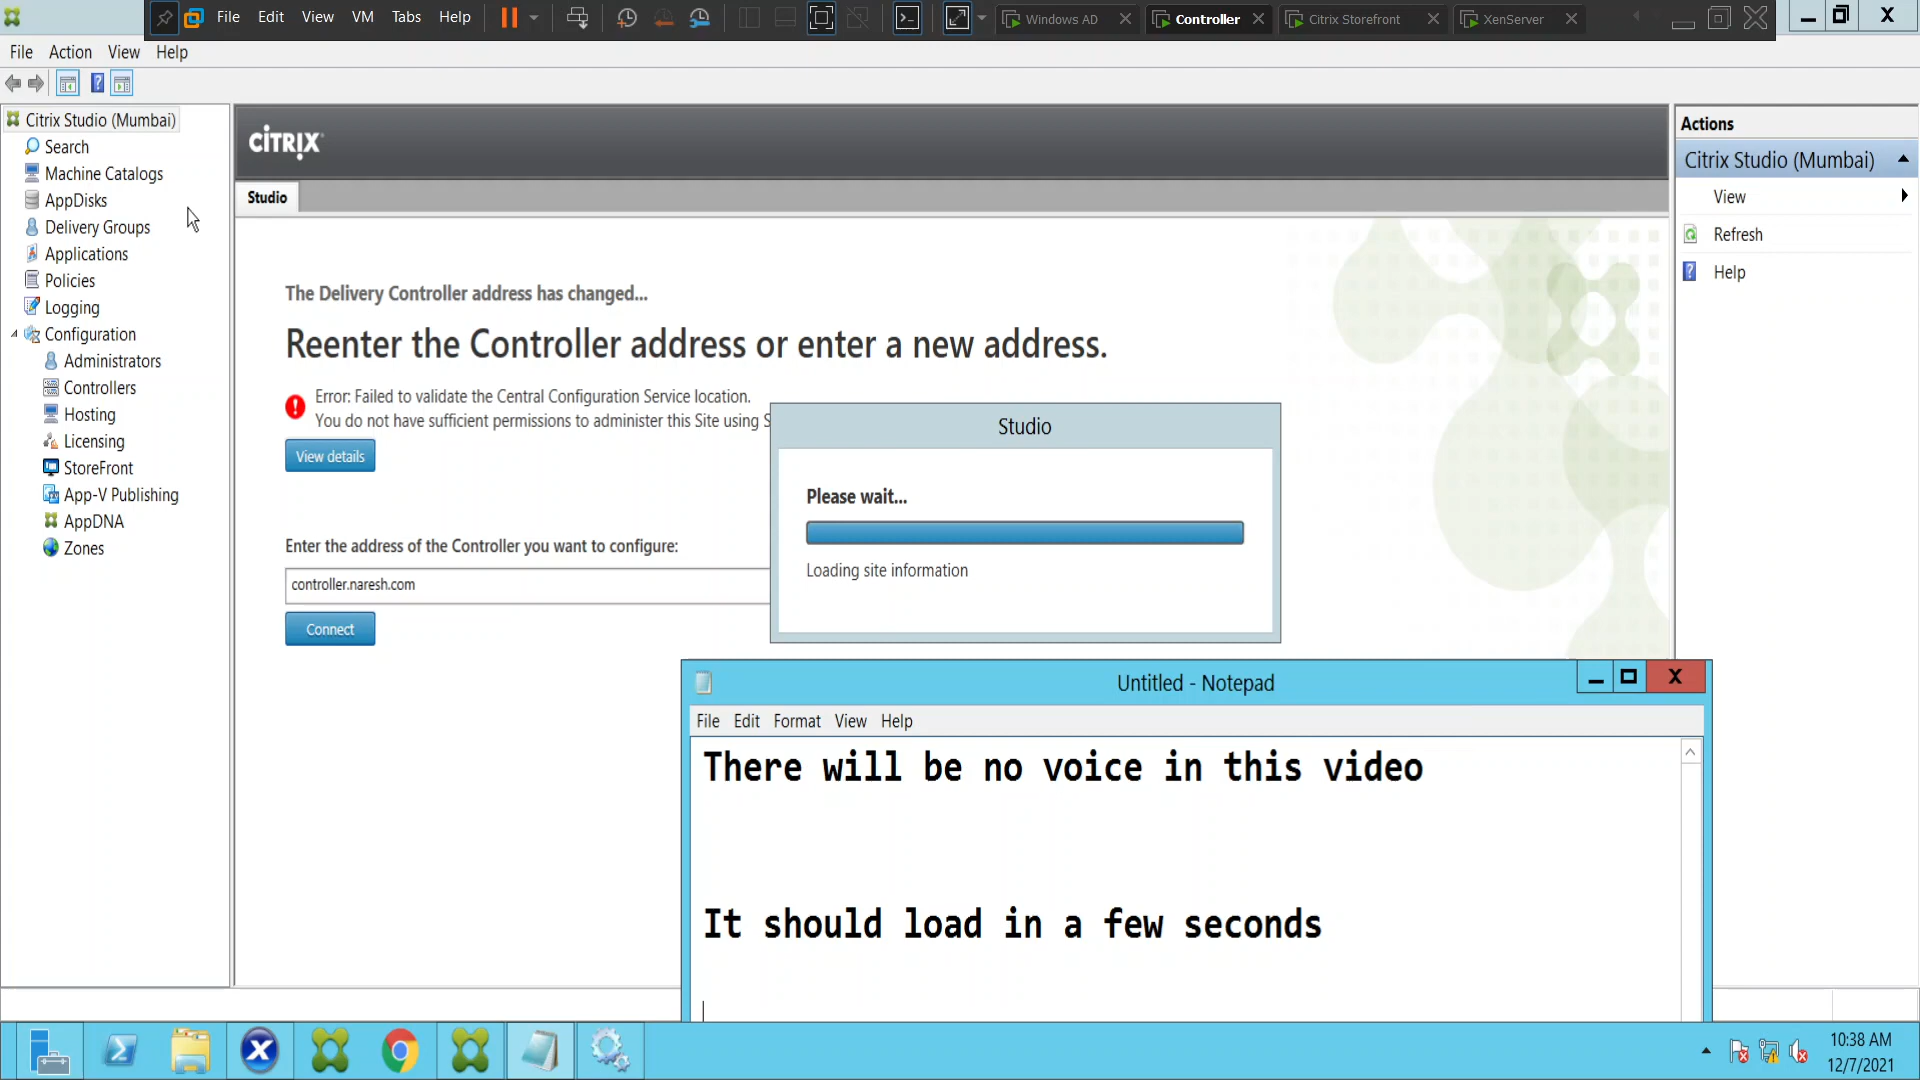 File Edit View VM Tabs Help
Windows AD
Controller
Citrix Storefront
XenServer
File Action View Help
Citrix Studio (Mumbai)
Search
Machine Catalogs
AppDisks
Delivery Groups
Applications
Policies
Logging
Configuration
Administrators
Controllers
Hosting
Licensing
StoreFront
App-V Publishing
AppDNA
Zones
CITRIX
Studio
The Delivery Controller address has changed...
Reenter the Controller address or enter a new address.
Error: Failed to validate the Central Configuration Service location.
You do not have sufficient permissions to administer this Site using S
View details
Enter the address of the Controller you want to configure:
controller.naresh.com
Connect
Studio
Please wait...
Loading site information
Actions
Citrix Studio (Mumbai)
View
Refresh
Help
Untitled - Notepad
File Edit Format View Help
There will be no voice in this video
It should load in a few seconds
10:38 AM
12/7/2021